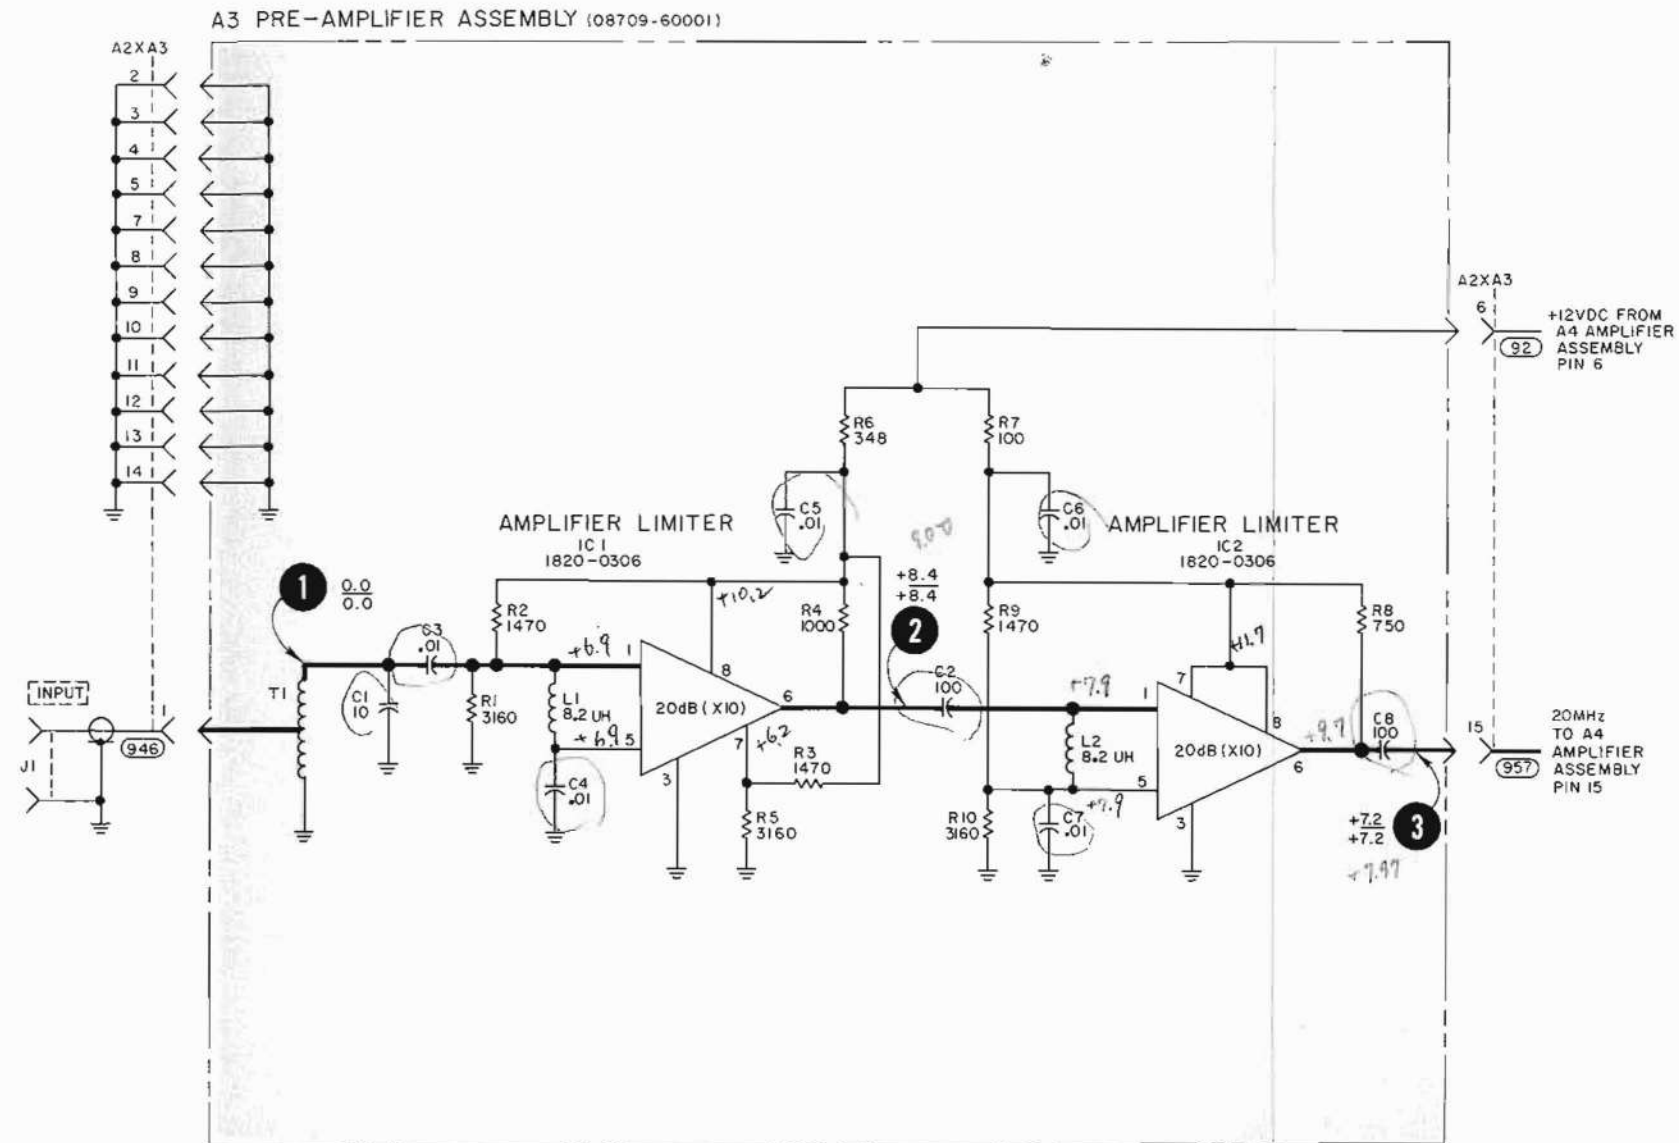 A3 PRE-AMPLIFIER ASSEMBLY (08709-60001)
A2XA3
2
3
4
5
7
8
9
10
11
12
13
14
A2XA3
6
+12VDC FROM
A4 AMPLIFIER
ASSEMBLY
PIN 6
92
R6
348
R7
100
C5
.01
C6
.01
AMPLIFIER LIMITER
IC1
1820-0306
AMPLIFIER LIMITER
IC2
1820-0306
1
0.0
0.0
+10.2
+8.4
+8.4
2
R2
1470
R4
1000
R9
1470
R8
750
C3
.01
+6.9
1
8
C2
100
+7.9
1
7
+11.7
8
INPUT
T1
C1
10
R1
3160
L1
8.2 UH
20dB (X10)
6
1
946
J1
+6.9
5
7
+6.2
R3
1470
L2
8.2 UH
20dB (X10)
6
+9.7
C8
100
15
20MHz
TO A4
AMPLIFIER
ASSEMBLY
PIN 15
957
C4
.01
3
R5
3160
R10
3160
C7
.01
+7.9
5
3
+7.2
+7.2
3
+7.97